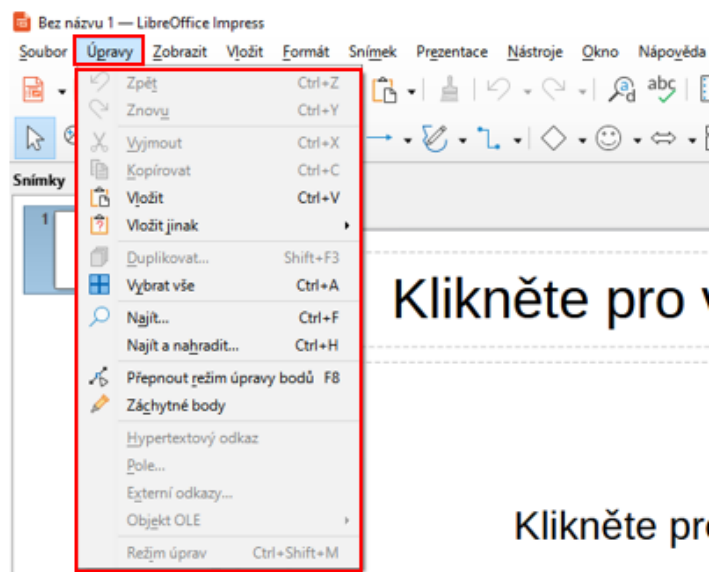 Bez názvu 1 — LibreOffice Impress
Soubor Úpravy Zobrazit Vložit Formát Snímek Prezentace Nástroje Okno Nápověda
Zpět Ctrl+Z
Znovu Ctrl+Y
Vyjmout Ctrl+X
Kopírovat Ctrl+C
Vložit Ctrl+V
Vložit jinak
Duplikovat... Shift+F3
Vybrat vše Ctrl+A
Najít... Ctrl+F
Najít a nahradit... Ctrl+H
Přepnout režim úpravy bodů F8
Záchytné body
Hypertextový odkaz
Pole...
Externí odkazy...
Objekt OLE
Režim úprav Ctrl+Shift+M
abc
Snímky
1
Klikněte pro v
Klikněte pro